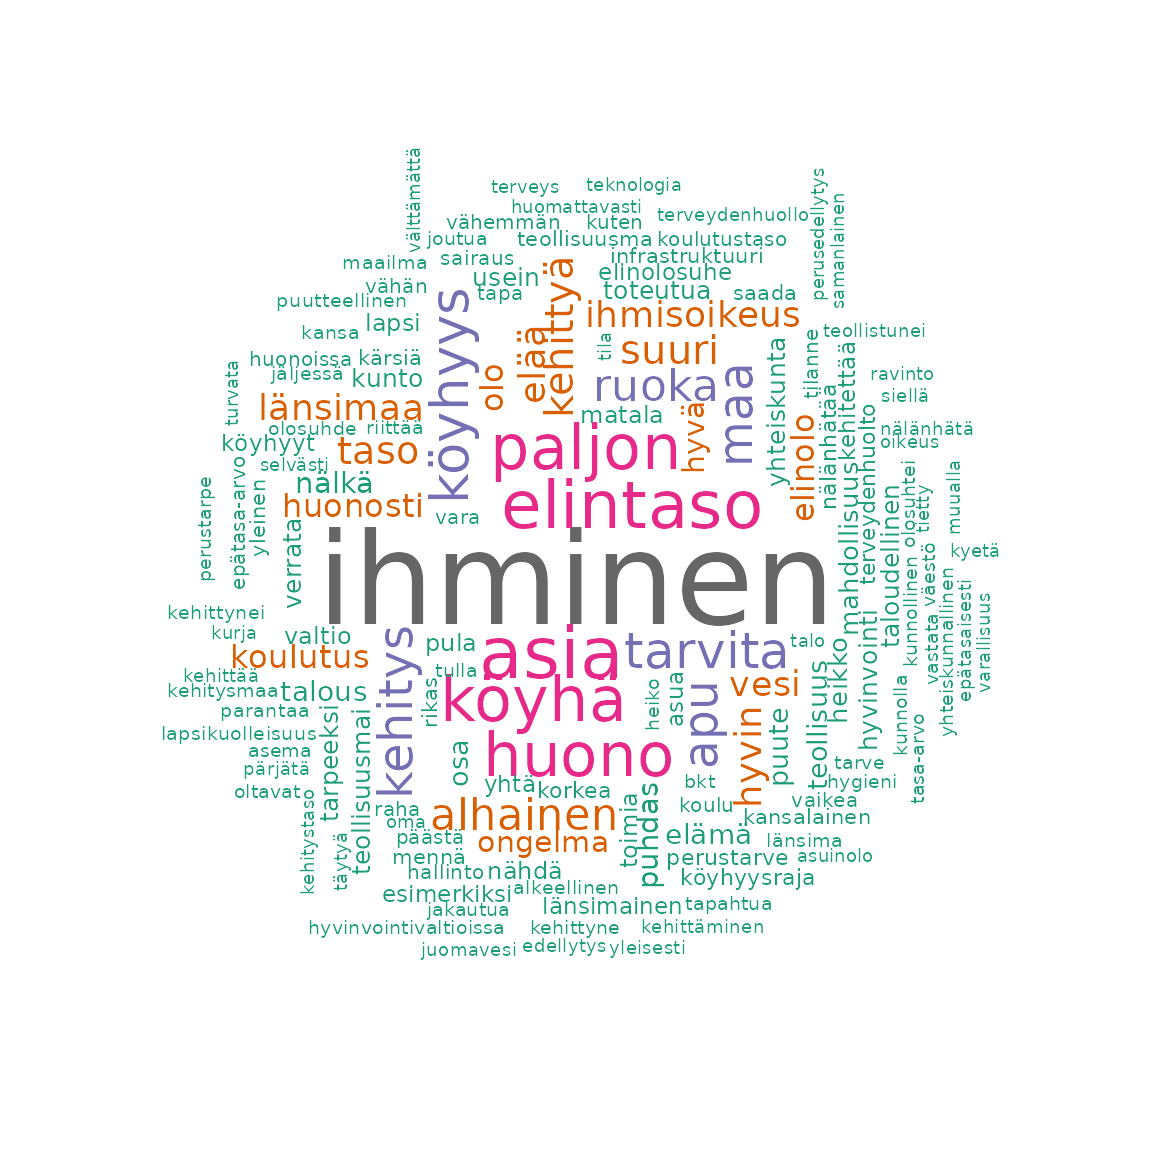 välttämättä
terveys
teknologia
perusedellytys
samanlainen
huomattavasti
vähemmän
kuten
terveydenhuollo
joutua
teollisuusma
koulutustaso
maailma
sairaus
infrastruktuuri
usein
elinolosuhe
vähän
tapa
toteutua
saada
puutteellinen
kansa
lapsi
köyhyys
kehittyä
ihmisoikeus
teollistunei
huonoissa
kärsiä
olo
elää
tila
suuri
tilanne
jäljessä
kunto
ruoka
maa
yhteiskunta
kehitettää
ravinto
siellä
turvata
länsimaa
matala
hyvä
elinolo
nälänhätää
olosuhde
riittää
köyhyyt
taso
paljon
nälänhätä
oikeus
selvästi
nälkä
elintaso
mahdollisuus
terveydenhuolto
olosuhtei
tietty
muualla
perustarpe
epätasa-arvo
yleinen
huonosti
vara
verrata
ihminen
taloudellinen
kunnollinen
väestö
kyetä
vastata
yhteiskunnallinen
epätasaisesti
varallisuus
kehittynei
kurja
valtio
pula
asia
tarvita
talo
hyvinvointi
heikko
koulutus
kehitys
tulla
kehittää
kehitysmaa
talous
rikas
köyhä
heiko
asua
apu
vesi
teollisuus
kunnolla
tasa-arvo
parantaa
tarpeeksi
teollisuusmai
lapsikuolleisuus
asema
osa
huono
hyvin
puute
tarve
pärjätä
hygieni
oltavat
yhtä
korkea
bkt
kehitystaso
raha
oma
alhainen
toimia
puhdas
koulu
vaikea
kansalainen
täytyä
päästä
ongelma
elämä
länsima
mennä
perustarve
asuinolo
hallinto
nähdä
köyhyysraja
esimerkiksi
alkeellinen
jakautua
länsimainen
tapahtua
hyvinvointivaltioissa
kehittyne
kehittäminen
juomavesi
edellytys
yleisesti